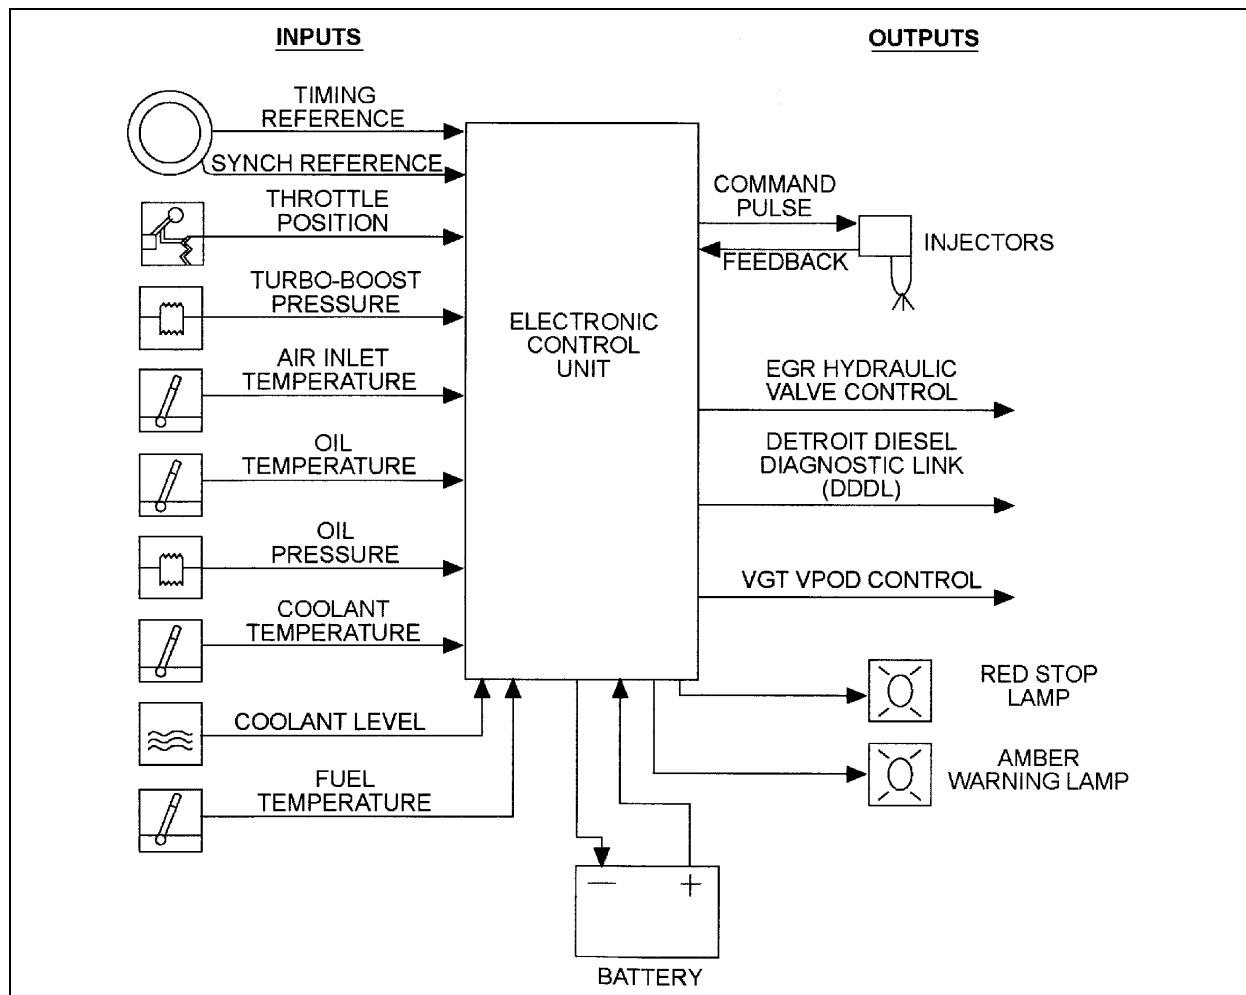 INPUTS
OUTPUTS
TIMING
REFERENCE
SYNCH REFERENCE
THROTTLE
POSITION
TURBO-BOOST
PRESSURE
AIR INLET
TEMPERATURE
OIL
TEMPERATURE
OIL
PRESSURE
COOLANT
TEMPERATURE
COOLANT LEVEL
FUEL
TEMPERATURE
ELECTRONIC
CONTROL
UNIT
COMMAND
PULSE
INJECTORS
FEEDBACK
EGR HYDRAULIC
VALVE CONTROL
DETROIT DIESEL
DIAGNOSTIC LINK
(DDDL)
VGT VPOD CONTROL
RED STOP
LAMP
AMBER
WARNING LAMP
— +
BATTERY